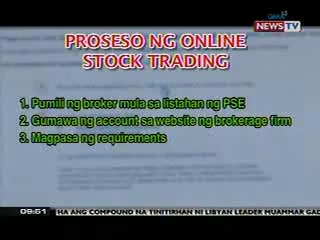 GMA
NEWS TV
PROSESO NG ONLINE
STOCK TRADING
1. Pumili ng broker mula sa listahan ng PSE
2. Gumawa ng account sa website ng brokerage firm
3. Magpasa ng requirements
09:51
HA ANG COMPOUND NA TINITIRHAN NI LIBYAN LEADER MUAMMAR GAD